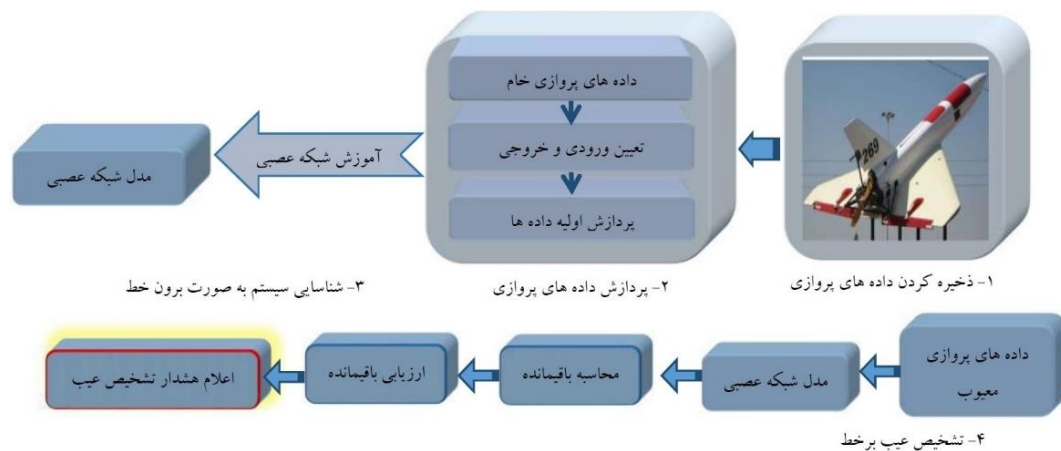 داده های پروازی خام
تعیین ورودی و خروجی
پردازش اولیه داده ها
آموزش شبکه عصبی
مدل شبکه عصبی
269
۱- ذخیره کردن داده های پروازی
۲- پردازش داده های پروازی
۳- شناسایی سیستم به صورت برون خط
داده های پروازی
معیوب
مدل شبکه عصبی
محاسبه باقیمانده
ارزیابی باقیمانده
اعلام هشدار تشخیص عیب
۴- تشخیص عیب برخط